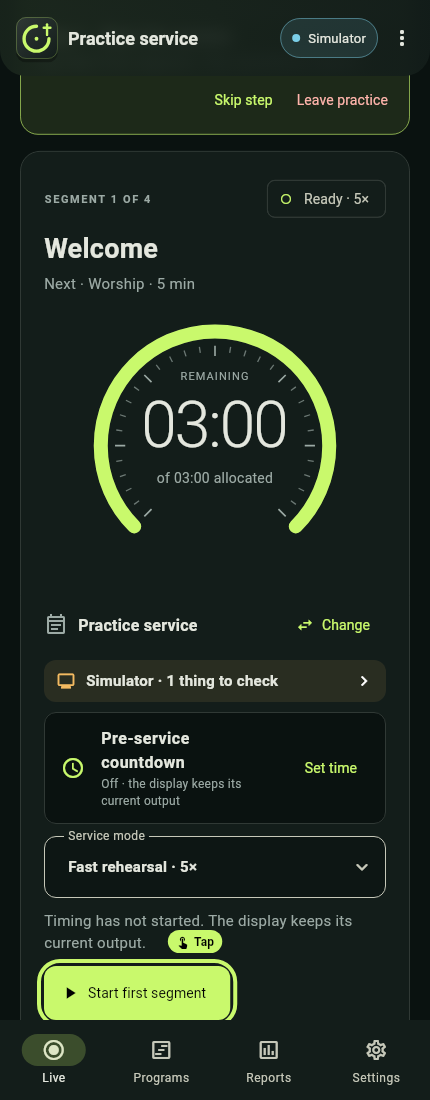 Practice service
Simulator
Skip step
Leave practice
SEGMENT 1 OF 4
Ready · 5×
Welcome
Next · Worship · 5 min
REMAINING
03:00
of 03:00 allocated
Practice service
Change
Simulator · 1 thing to check
Pre-service
countdown
Off · the display keeps its
current output
Set time
Service mode
Fast rehearsal · 5×
Timing has not started. The display keeps its
current output.
Tap
Start first segment
Live
Programs
Reports
Settings